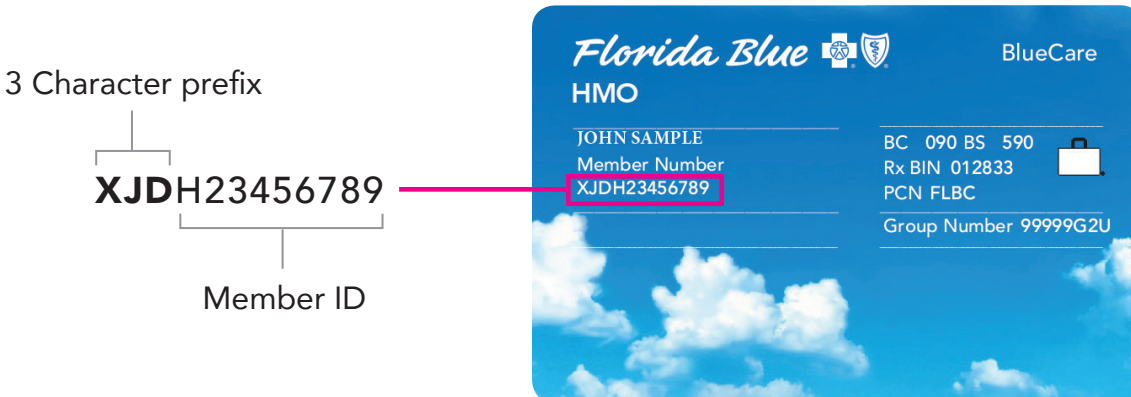 3 Character prefix
XJDH23456789
Member ID
Florida Blue
BlueCare
HMO
JOHN SAMPLE
Member Number
XJDH23456789
BC 090 BS 590
Rx BIN 012833
PCN FLBC
Group Number 99999G2U